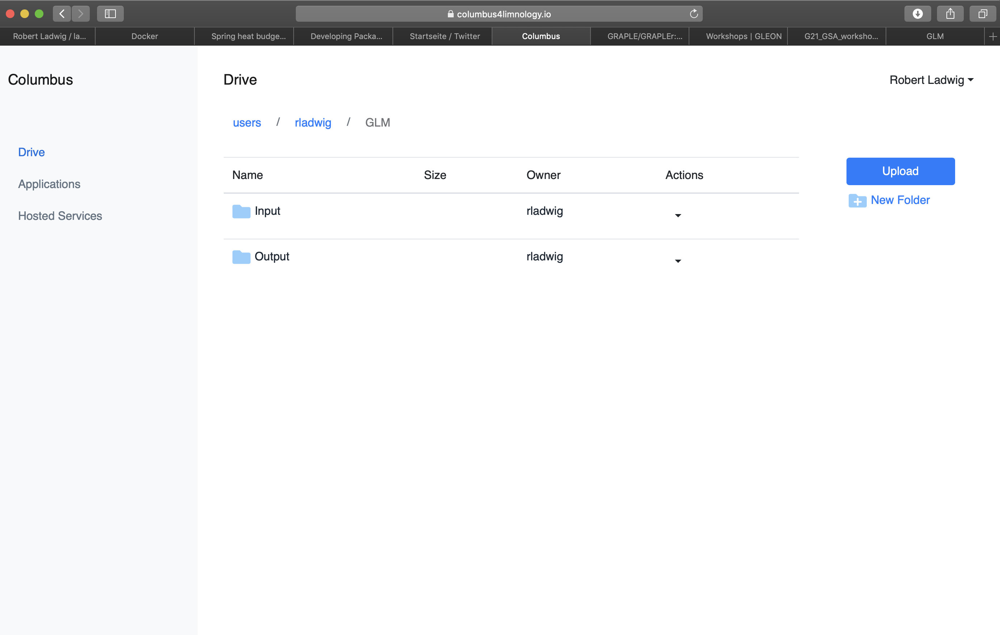 columbus4limnology.io
Robert Ladwig / la...
Docker
Spring heat budge...
Developing Packa...
Startseite / Twitter
Columbus
GRAPLE/GRAPLEr:...
Workshops | GLEON
G21_GSA_worksho...
GLM
Columbus
Drive
Robert Ladwig
users / rladwig / GLM
Drive
Applications
Hosted Services
Name Size Owner Actions
Input rladwig
Output rladwig
Upload
New Folder